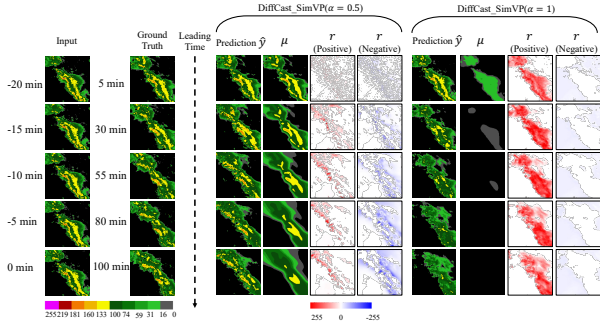 DiffCast_SimVP(α = 0.5)
DiffCast_SimVP(α = 1)
Input
Ground Truth
Leading Time
Prediction ŷ
μ
r (Positive)
r (Negative)
Prediction ŷ
μ
r (Positive)
r (Negative)
-20 min
5 min
-15 min
30 min
-10 min
55 min
-5 min
80 min
0 min
100 min
255 219 181 160 133 100 74 59 31 16 0
255 0 -255